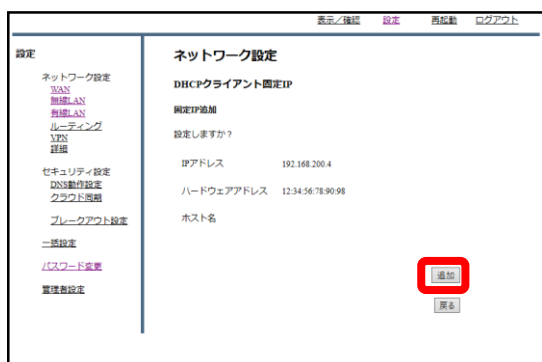 表示／確認 設定 再起動 ログアウト
設定
ネットワーク設定
WAN
無線LAN
有線LAN
ルーティング
VPN
詳細
セキュリティ設定
DNS動作設定
クラウド同期
ブレークアウト設定
一括設定
パスワード変更
管理者設定
ネットワーク設定
DHCPクライアント固定IP
固定IP追加
設定しますか？
IPアドレス 192.168.200.4
ハードウェアアドレス 12:34:56:78:90:98
ホスト名
追加
戻る